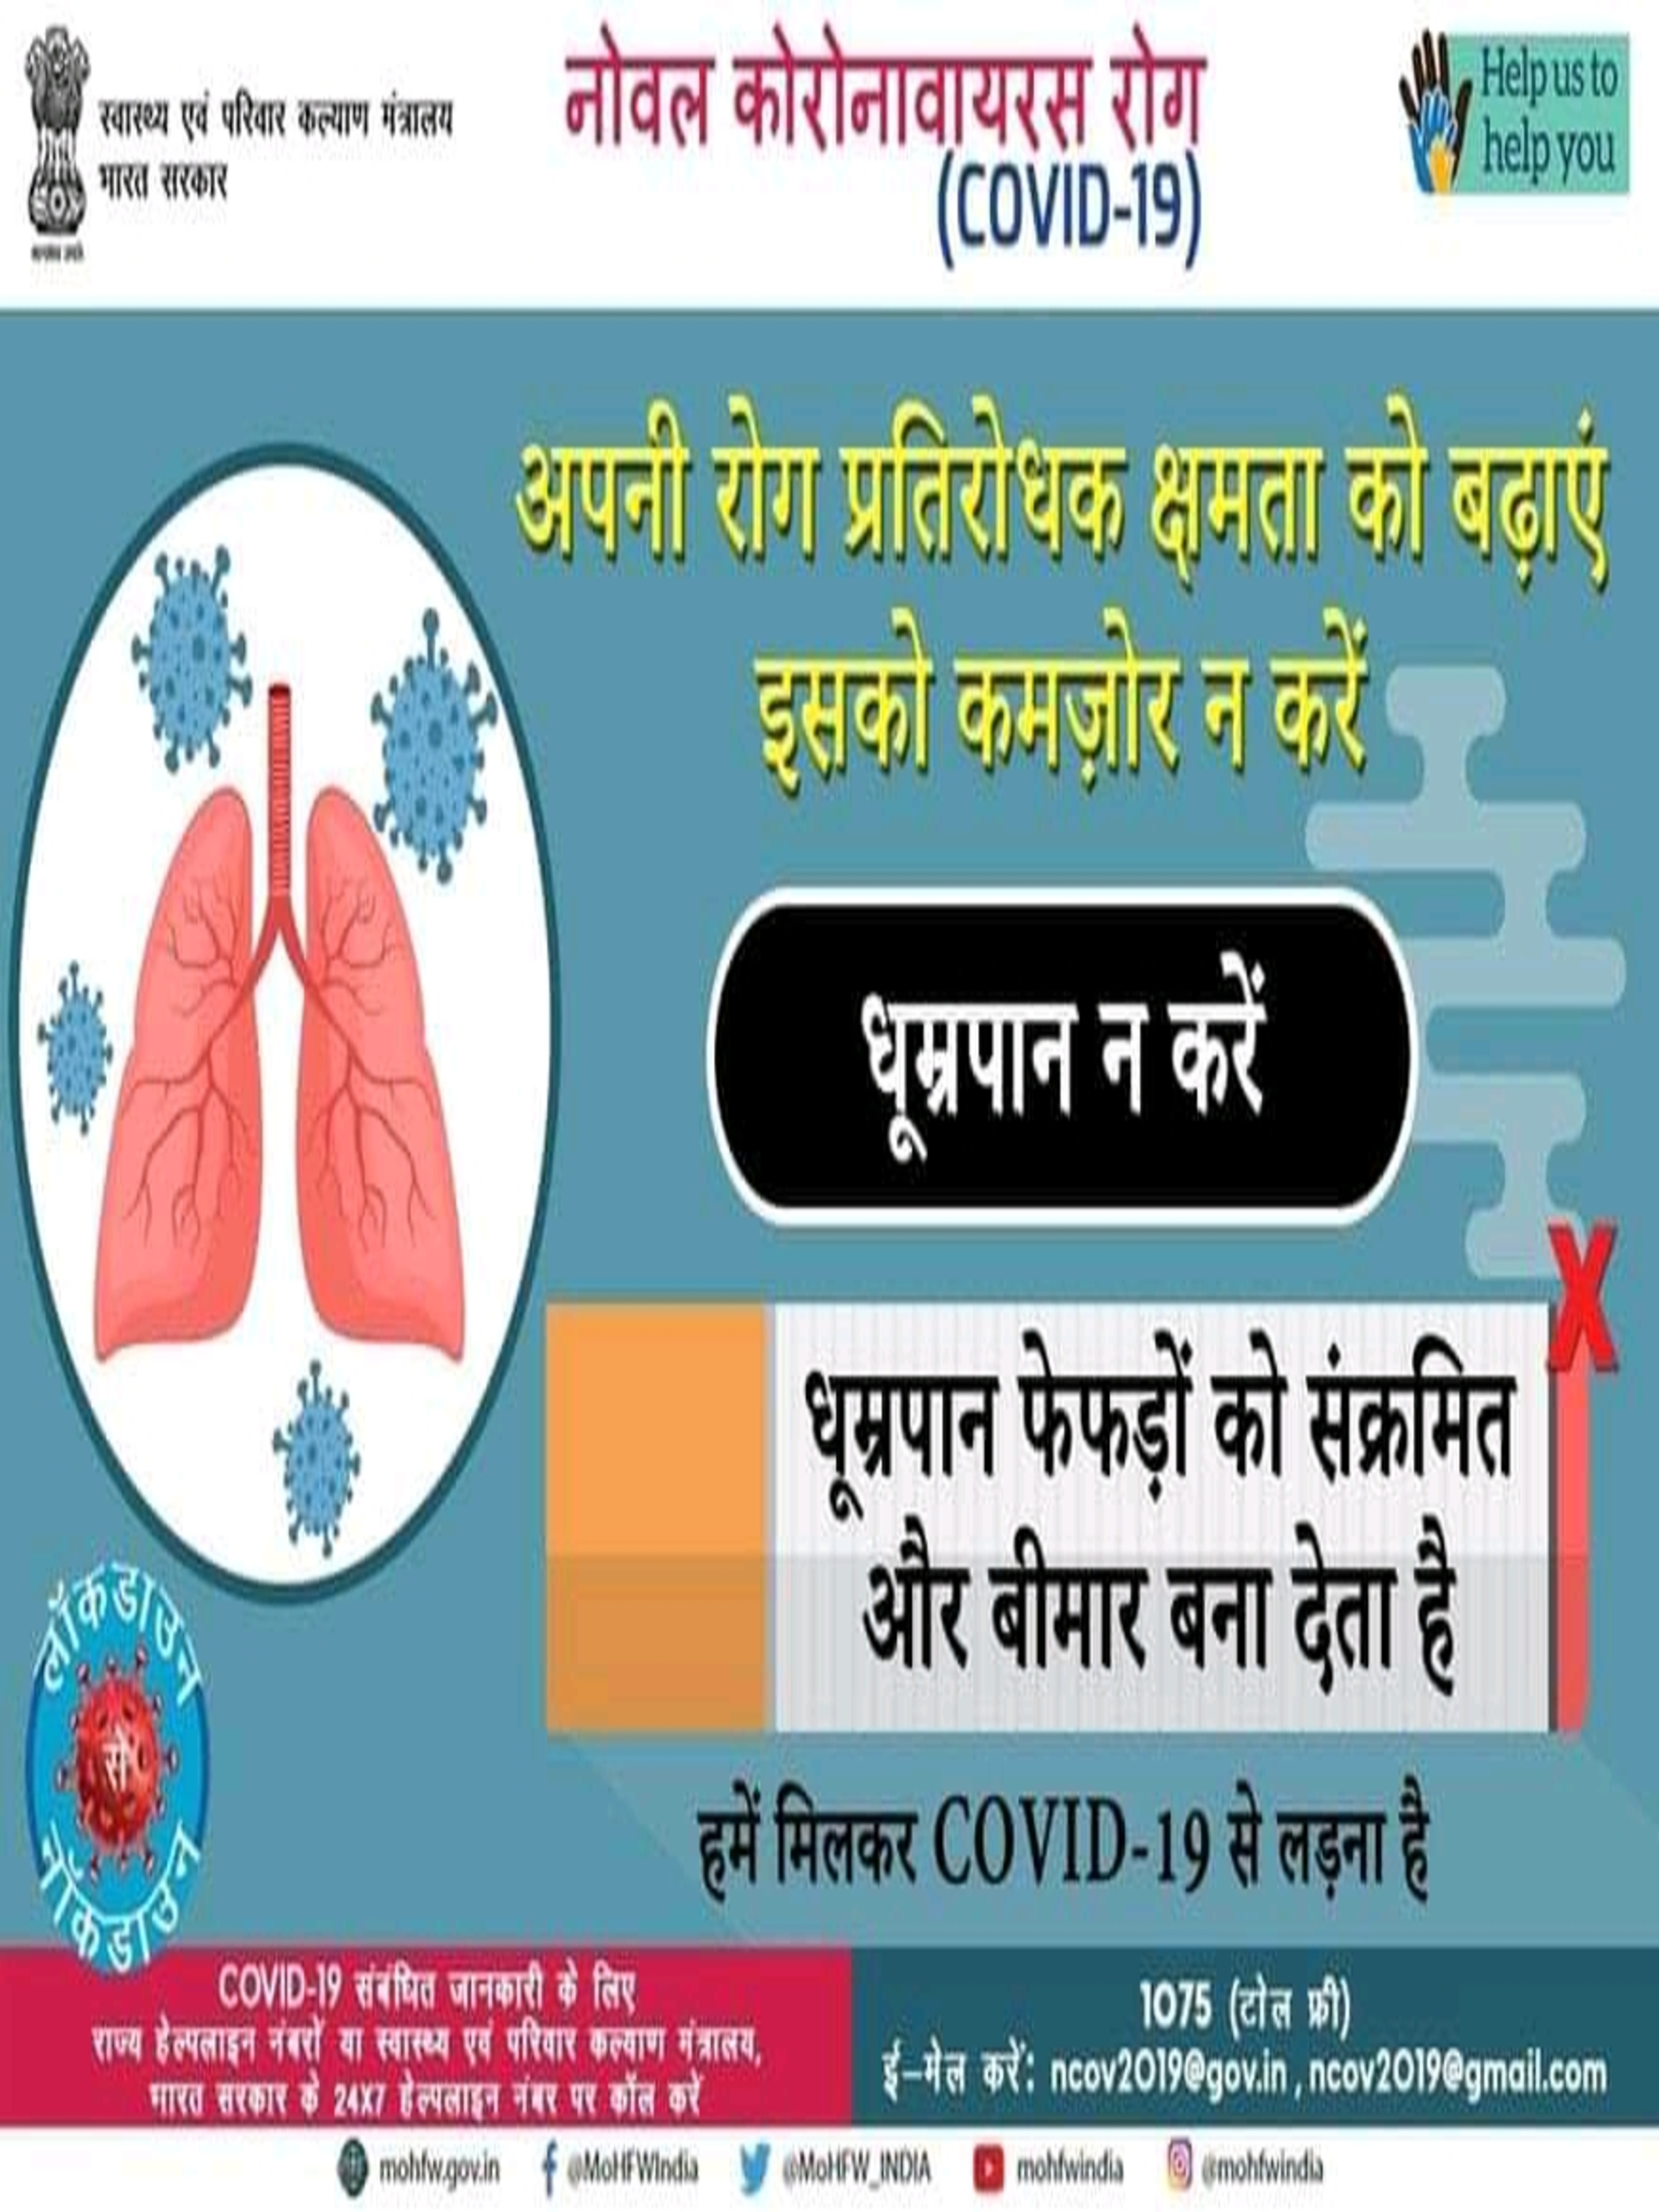 स्वास्थ्य एवं परिवार कल्याण मंत्रालय
भारत सरकार
नोवल कोरोनावायरस रोग
(COVID-19)
Help us to
help you
अपनी रोग प्रतिरोधक क्षमता को बढ़ाएं
इसको कमज़ोर न करें
धूम्रपान न करें
X
धूम्रपान फेफड़ों को संक्रमित
और बीमार बना देता है
हमें मिलकर COVID-19 से लड़ना है
लॉकडाउन
से
नॉकडाउन
COVID-19 संबंधित जानकारी के लिए
राज्य हेल्पलाइन नंबरों या स्वास्थ्य एवं परिवार कल्याण मंत्रालय,
भारत सरकार के 24X7 हेल्पलाइन नंबर पर कॉल करें
1075 (टोल फ्री)
ई-मेल करें: ncov2019@gov.in, ncov2019@gmail.com
mohfw.gov.in @MoHFWIndia @MoHFW_INDIA mohfwindia @mohfwindia